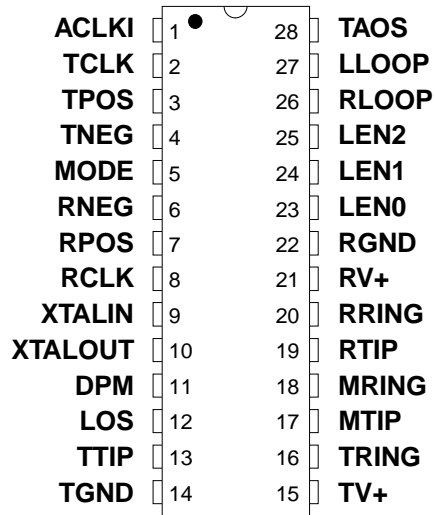 ACLKI 1 28 TAOS
TCLK 2 27 LLOOP
TPOS 3 26 RLOOP
TNEG 4 25 LEN2
MODE 5 24 LEN1
RNEG 6 23 LEN0
RPOS 7 22 RGND
RCLK 8 21 RV+
XTALIN 9 20 RRING
XTALOUT 10 19 RTIP
DPM 11 18 MRING
LOS 12 17 MTIP
TTIP 13 16 TRING
TGND 14 15 TV+